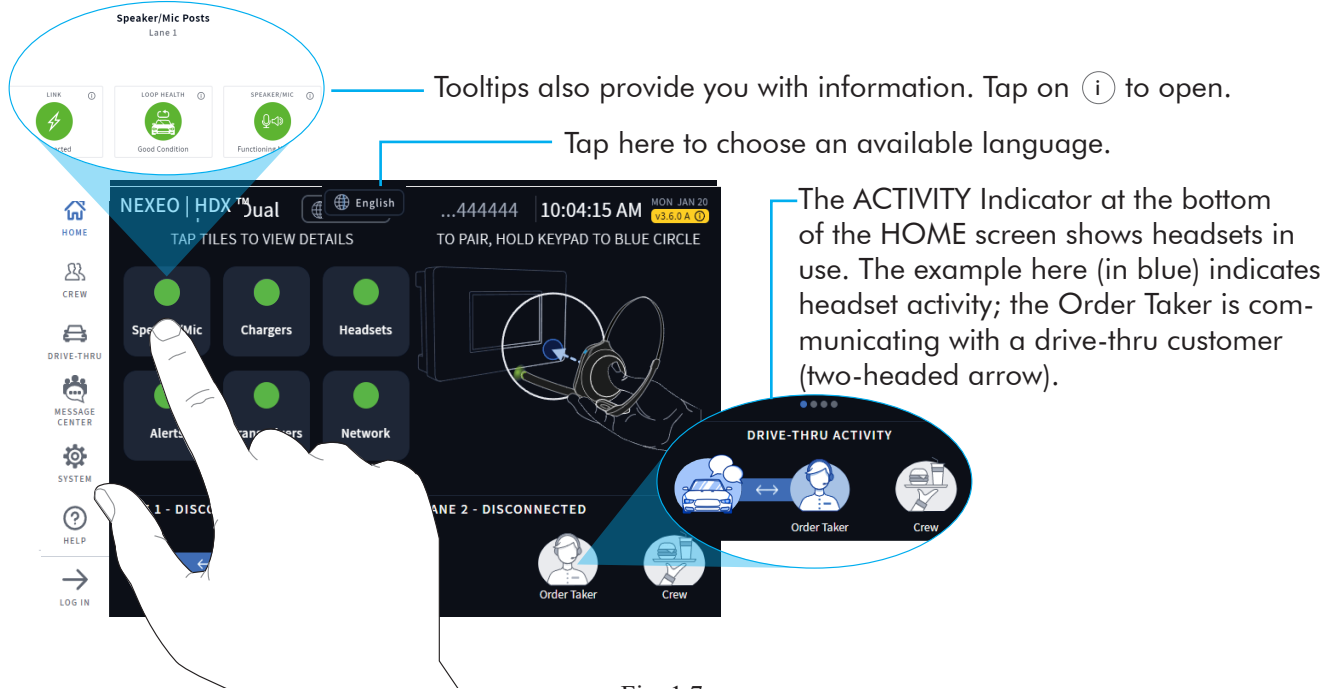 Speaker/Mic Posts
Lane 1
Tooltips also provide you with information. Tap on i to open.
LINK i
LOOP HEALTH i
SPEAKER/MIC i
Good Condition
Tap here to choose an available language.
The ACTIVITY Indicator at the bottom
of the HOME screen shows headsets in
use. The example here (in blue) indicates
headset activity; the Order Taker is com-
municating with a drive-thru customer
(two-headed arrow).
HOME
CREW
DRIVE-THRU
MESSAGE
CENTER
SYSTEM
HELP
LOG IN
NEXEO | HDX™
English
...444444
10:04:15 AM
MON JAN 20
v3.6.0 A i
TAP TILES TO VIEW DETAILS
TO PAIR, HOLD KEYPAD TO BLUE CIRCLE
Chargers
Headsets
Alerts
Network
2 - DISCONNECTED
Order Taker
Crew
DRIVE-THRU ACTIVITY
Order Taker
Crew